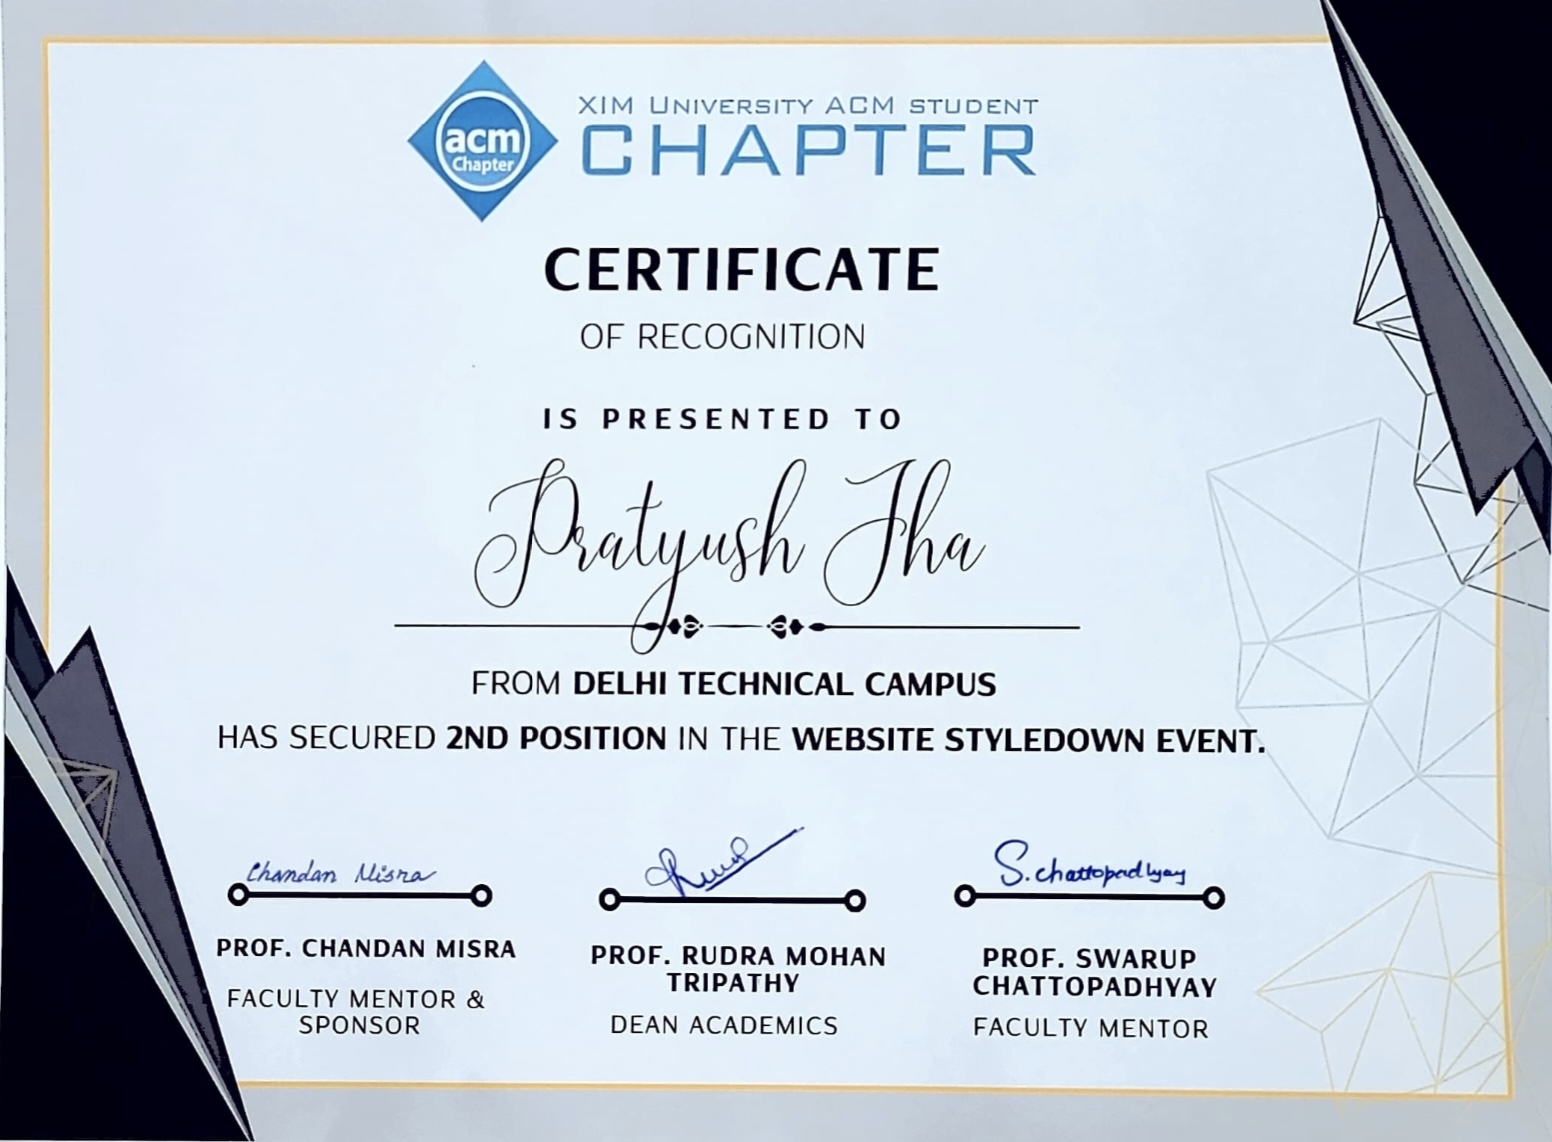 acm
Chapter
XIM UNIVERSITY ACM STUDENT
CHAPTER
CERTIFICATE
OF RECOGNITION
IS PRESENTED TO
Pratyush Jha
FROM DELHI TECHNICAL CAMPUS
HAS SECURED 2ND POSITION IN THE WEBSITE STYLEDOWN EVENT.
Chandan Misra
S. Chattopadhyay
PROF. CHANDAN MISRA
FACULTY MENTOR &
SPONSOR
PROF. RUDRA MOHAN
TRIPATHY
DEAN ACADEMICS
PROF. SWARUP
CHATTOPADHYAY
FACULTY MENTOR